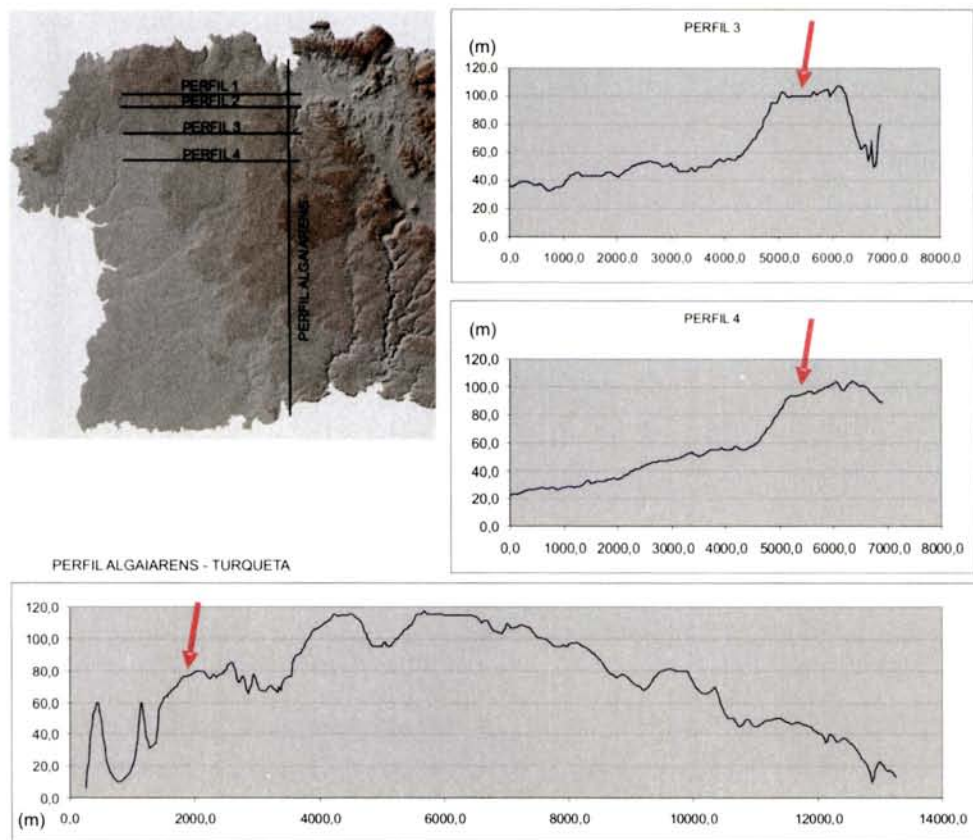 PERFIL 1
PERFIL 2
PERFIL 3
PERFIL 4
PERFIL ALGAIARENS
PERFIL 3
(m)
120,0
100,0
80,0
60,0
40,0
20,0
0,0
0,0 1000,0 2000,0 3000,0 4000,0 5000,0 6000,0 7000,0 8000,0
PERFIL 4
(m)
120,0
100,0
80,0
60,0
40,0
20,0
0,0
0,0 1000,0 2000,0 3000,0 4000,0 5000,0 6000,0 7000,0 8000,0
PERFIL ALGAIARENS - TURQUETA
120,0
100,0
80,0
60,0
40,0
20,0
0,0
(m) 0,0 2000,0 4000,0 6000,0 8000,0 10000,0 12000,0 14000,0